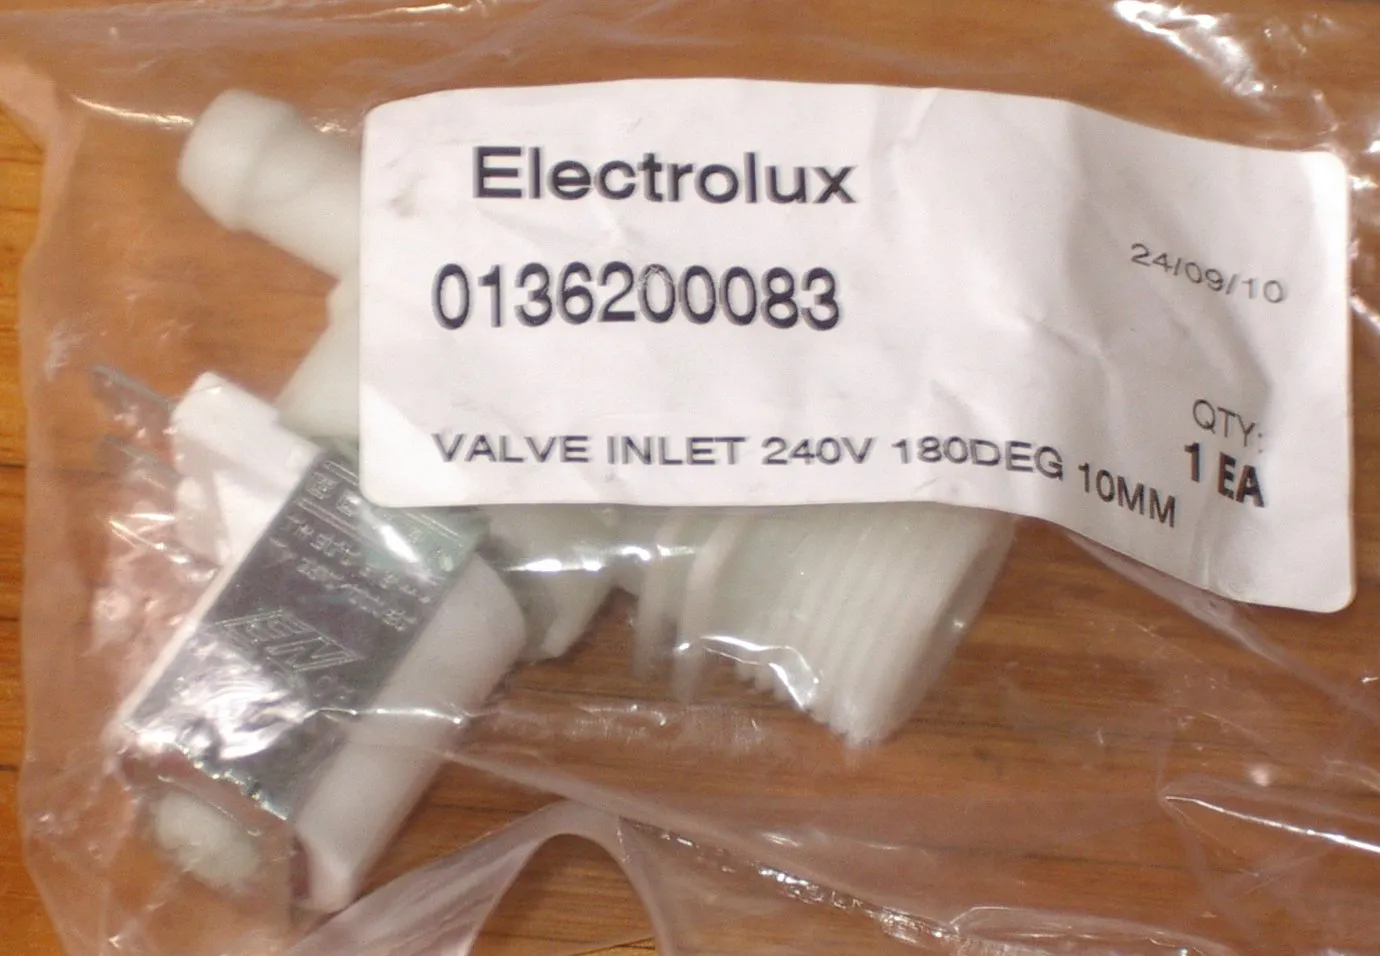 Electrolux
0136200083
24/09/10
QTY:
1 EA
VALVE INLET 240V 180DEG 10MM